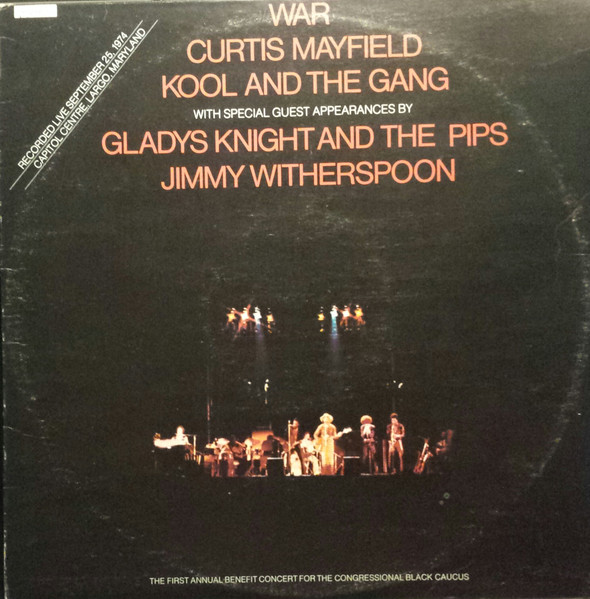 WAR
CURTIS MAYFIELD
KOOL AND THE GANG
WITH SPECIAL GUEST APPEARANCES BY
GLADYS KNIGHT AND THE PIPS
JIMMY WITHERSPOON
RECORDED LIVE SEPTEMBER 25, 1974
CAPITOL CENTRE, LARGO, MARYLAND
THE FIRST ANNUAL BENEFIT CONCERT FOR THE CONGRESSIONAL BLACK CAUCUS